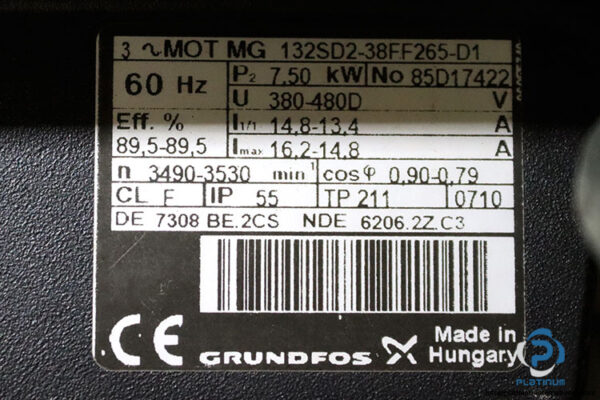 3 ~ MOT MG 132SD2-38FF265-D1
60 Hz P2 7,50 kW No 85D17422
U 380-480D V
Eff. % I1/1 14,8-13,4 A
89,5-89,5 Imax 16,2-14,8 A
n 3490-3530 min⁻¹ cos φ 0,90-0,79
CL F IP 55 TP 211 0710
DE 7308 BE.2CS NDE 6206.2Z.C3
CE GRUNDFOS Made in
Hungary
PLATINUM